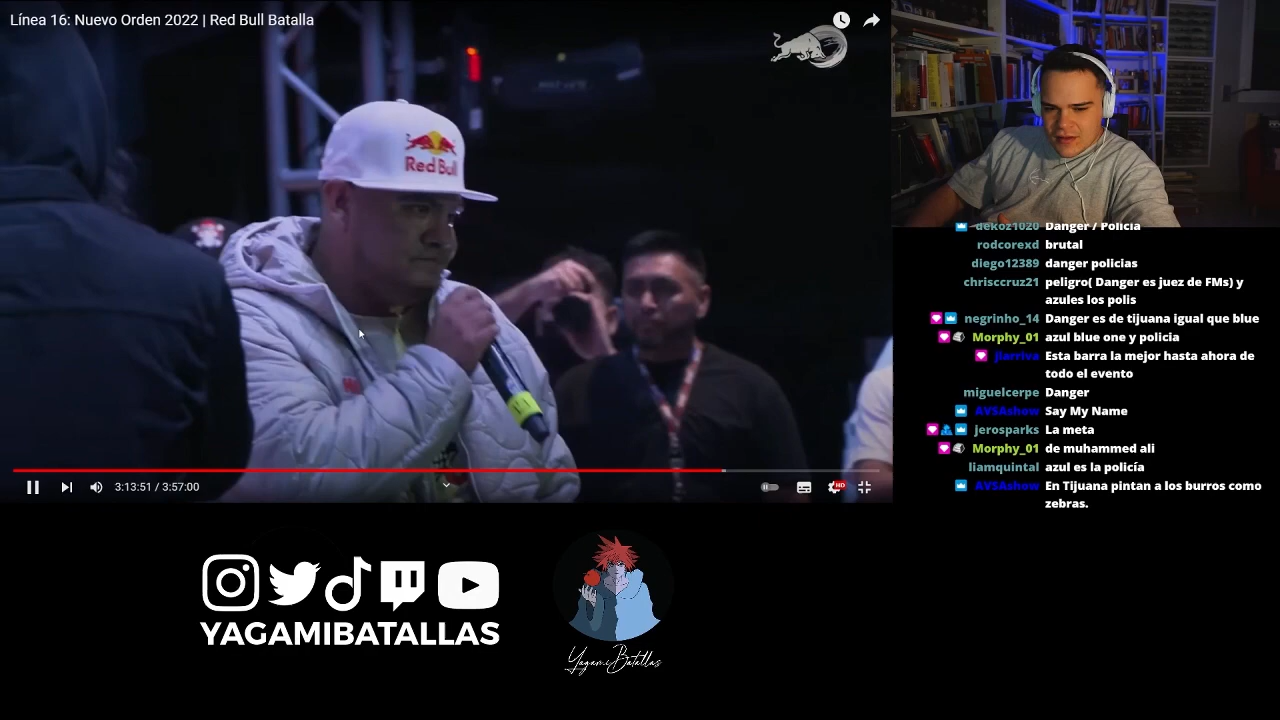 Línea 16: Nuevo Orden 2022 | Red Bull Batalla
Red Bull
3:13:51 / 3:57:00
HD
dekoz1020 Danger / Policia
rodcorexd brutal
diego12389 danger policias
chrisccruz21 peligro( Danger es juez de FMs) y
azules los polis
negrinho_14 Danger es de tijuana igual que blue
Morphy_01 azul blue one y policia
jlarriva Esta barra la mejor hasta ahora de
todo el evento
miguelcerpe Danger
AVSAshow Say My Name
jerosparks La meta
Morphy_01 de muhammed ali
liamquintal azul es la policía
AVSAshow En Tijuana pintan a los burros como
zebras.
YAGAMIBATALLAS
YagamiBatallas